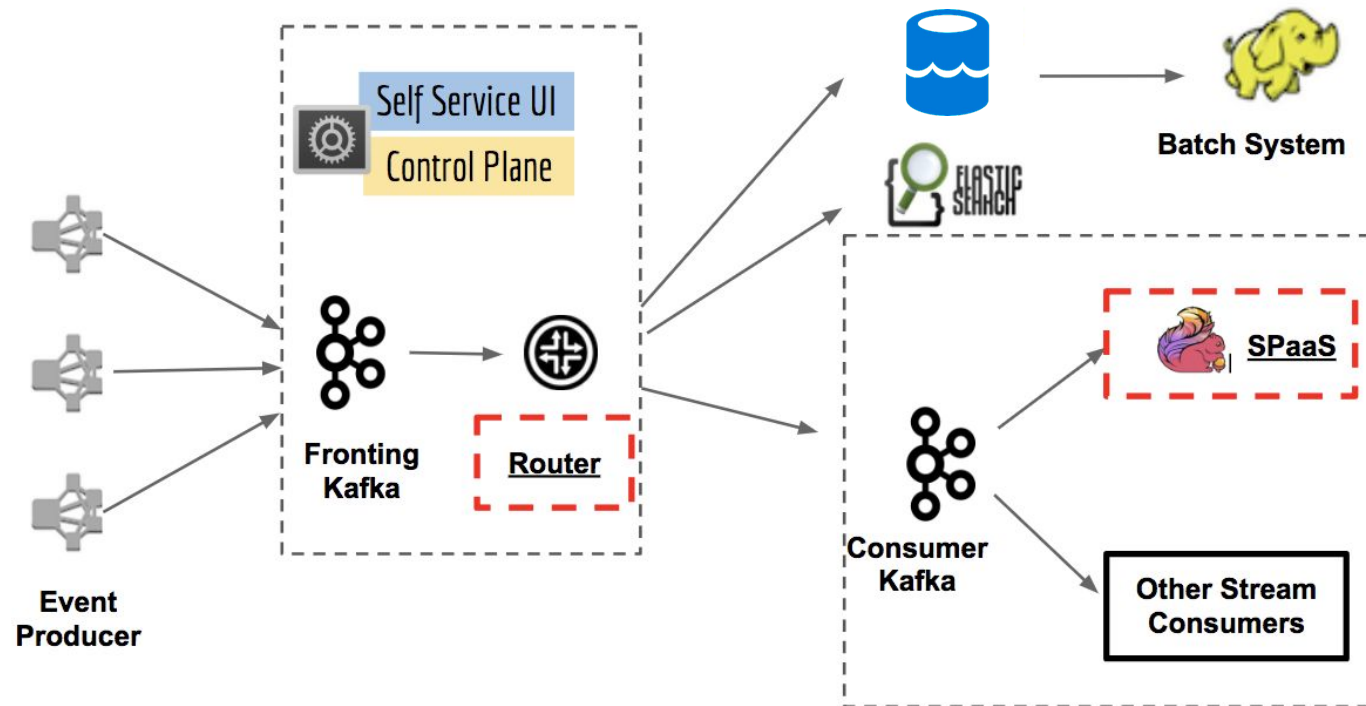 Self Service UI
Control Plane
Batch System
ELASTIC
SEARCH
SPaaS
Fronting
Kafka
Router
Consumer
Kafka
Event
Producer
Other Stream
Consumers